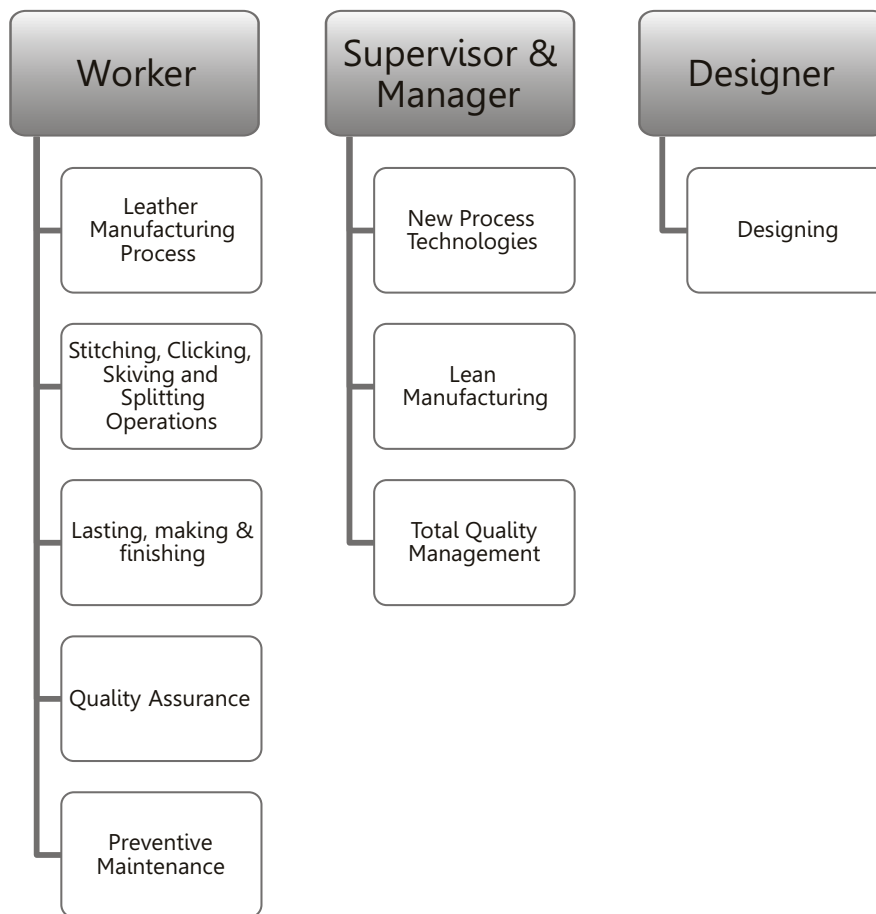 Worker
Leather
Manufacturing
Process
Stitching, Clicking,
Skiving and
Splitting
Operations
Lasting, making &
finishing
Quality Assurance
Preventive
Maintenance
Supervisor &
Manager
New Process
Technologies
Lean
Manufacturing
Total Quality
Management
Designer
Designing